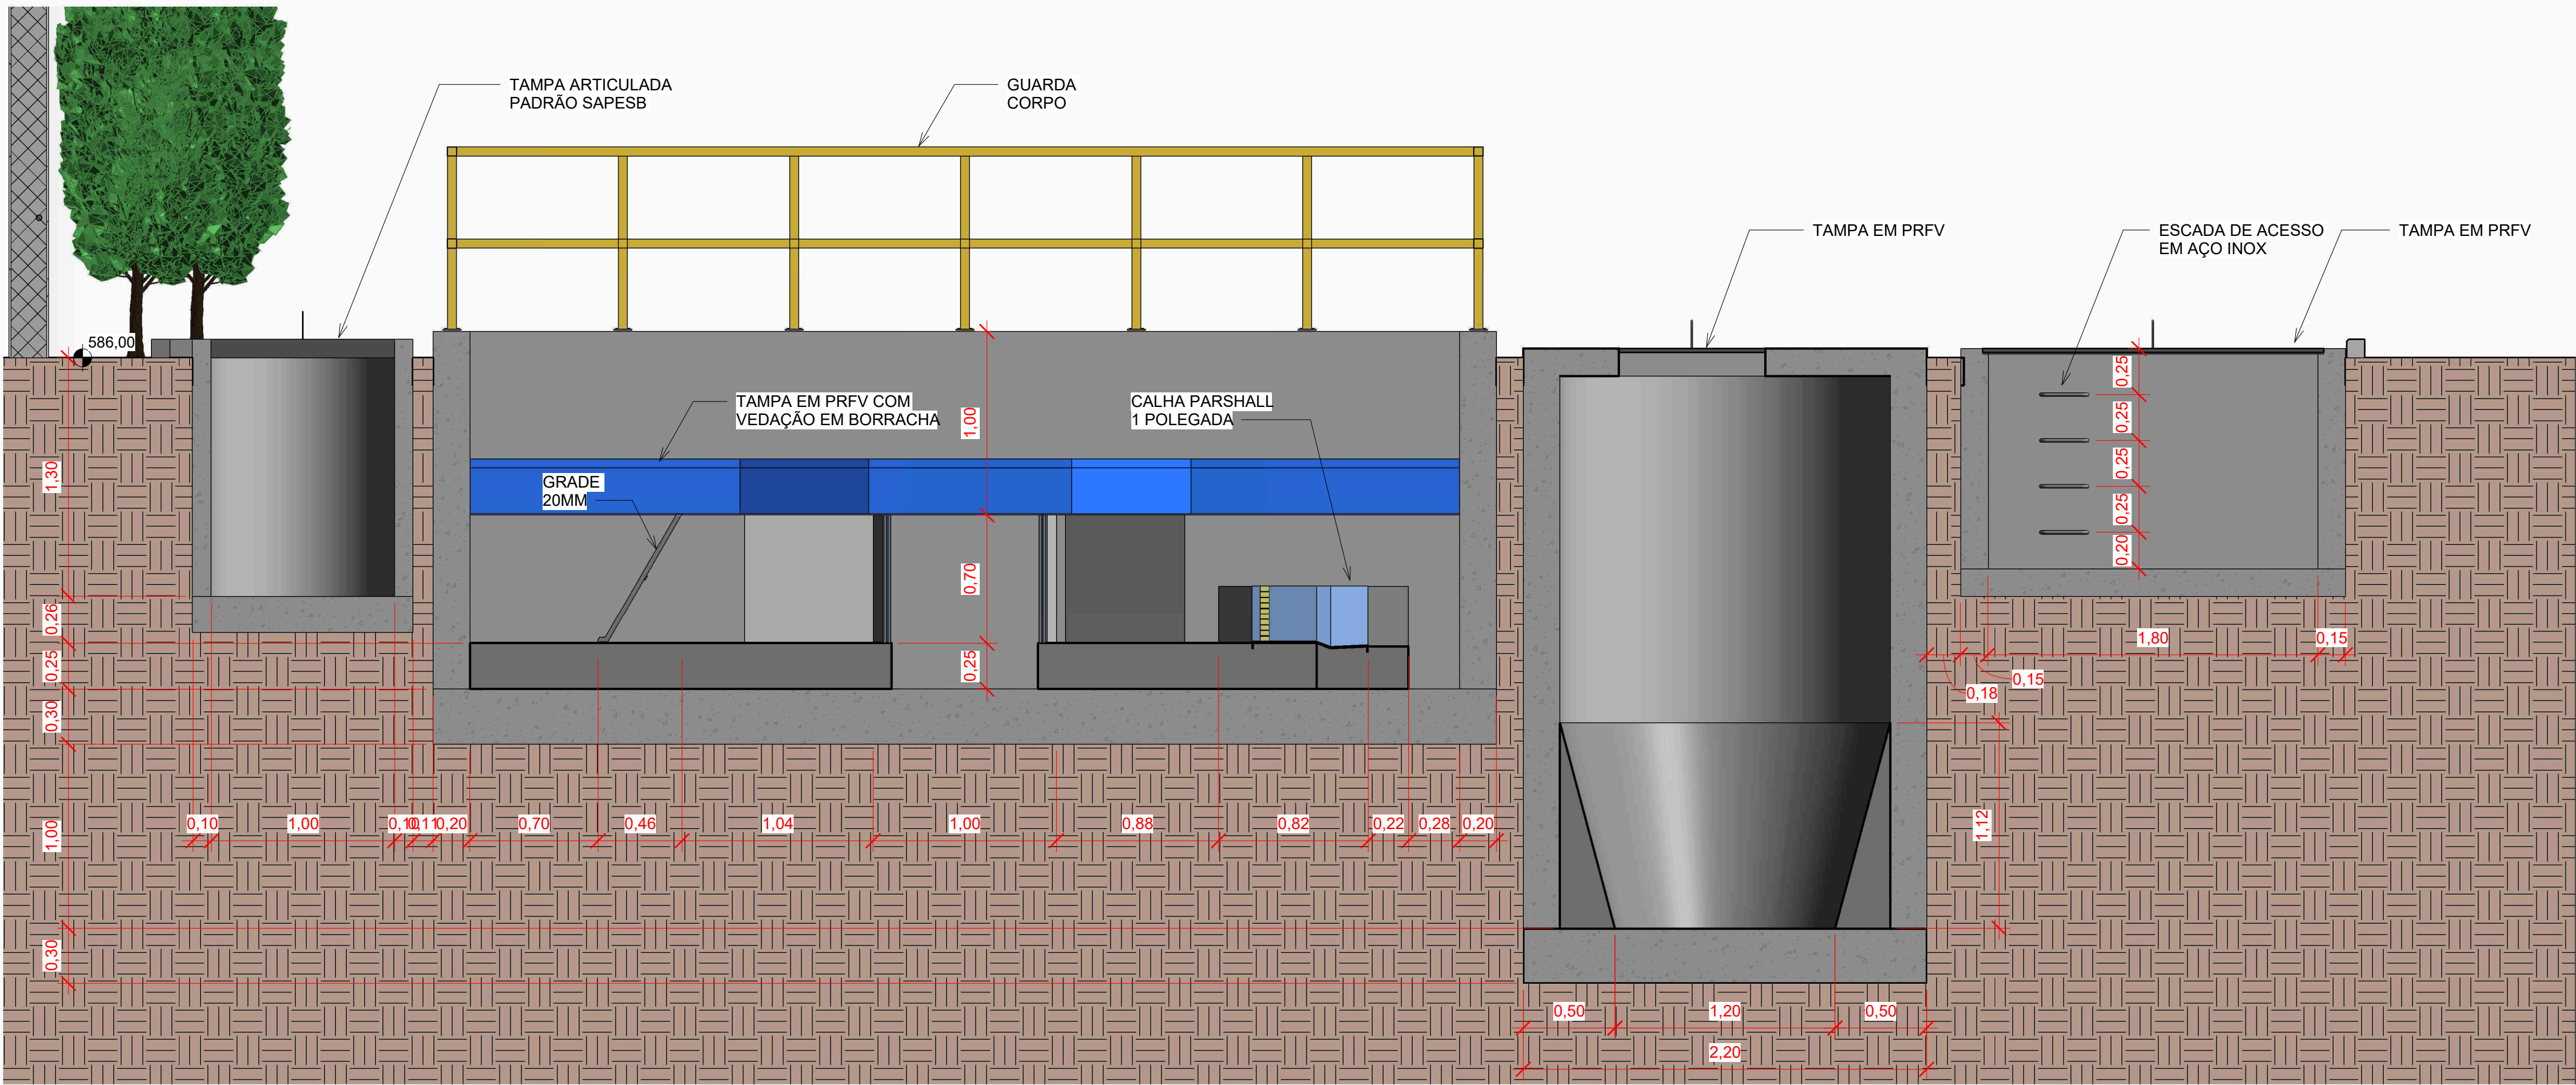 TAMPA ARTICULADA
PADRÃO SAPESB
GUARDA
CORPO
TAMPA EM PRFV
ESCADA DE ACESSO
EM AÇO INOX
TAMPA EM PRFV
586,00
TAMPA EM PRFV COM
VEDAÇÃO EM BORRACHA
CALHA PARSHALL
1 POLEGADA
GRADE
20MM
1,30
0,26
0,25
0,30
1,00
0,30
1,00
0,70
0,25
0,25
0,25
0,25
0,25
0,20
1,80
0,15
0,15
0,18
1,12
0,10
1,00
0,10
0,11
0,20
0,70
0,46
1,04
1,00
0,88
0,82
0,22
0,28
0,20
0,50
1,20
0,50
2,20